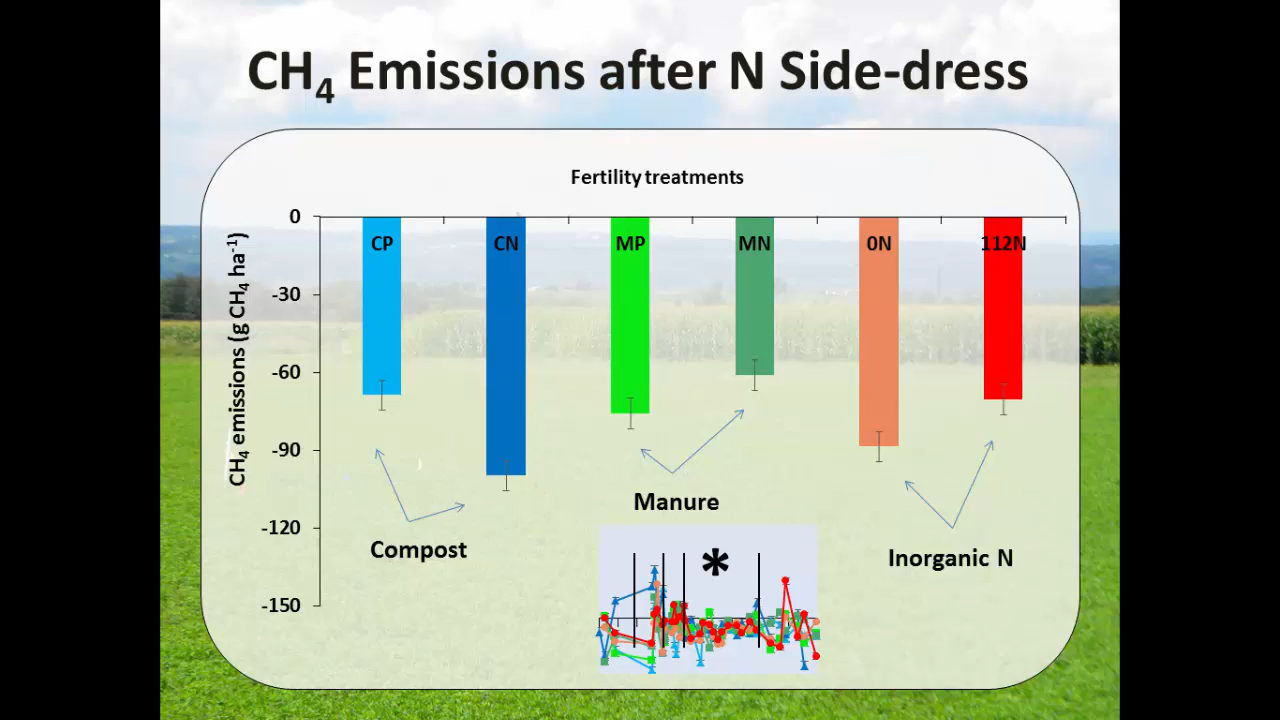 CH₄ Emissions after N Side-dress
Fertility treatments
CH₄ emissions (g CH₄ ha⁻¹)
0
-30
-60
-90
-120
-150
CP
CN
MP
MN
0N
112N
Compost
Manure
Inorganic N
*